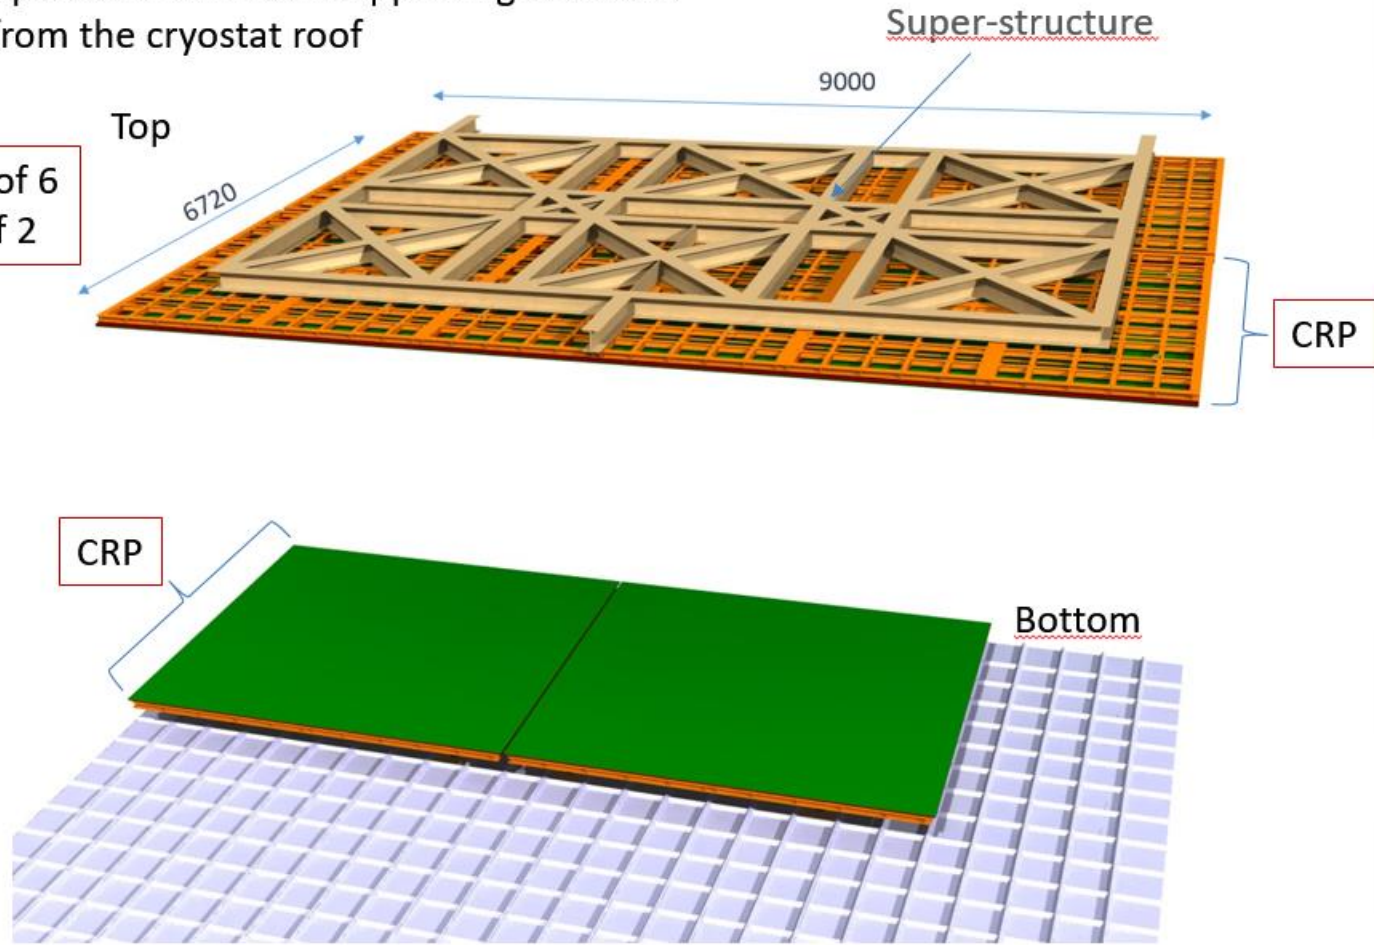 from the cryostat roof
Super-structure
9000
Top
of 6
2
6720
CRP
CRP
Bottom